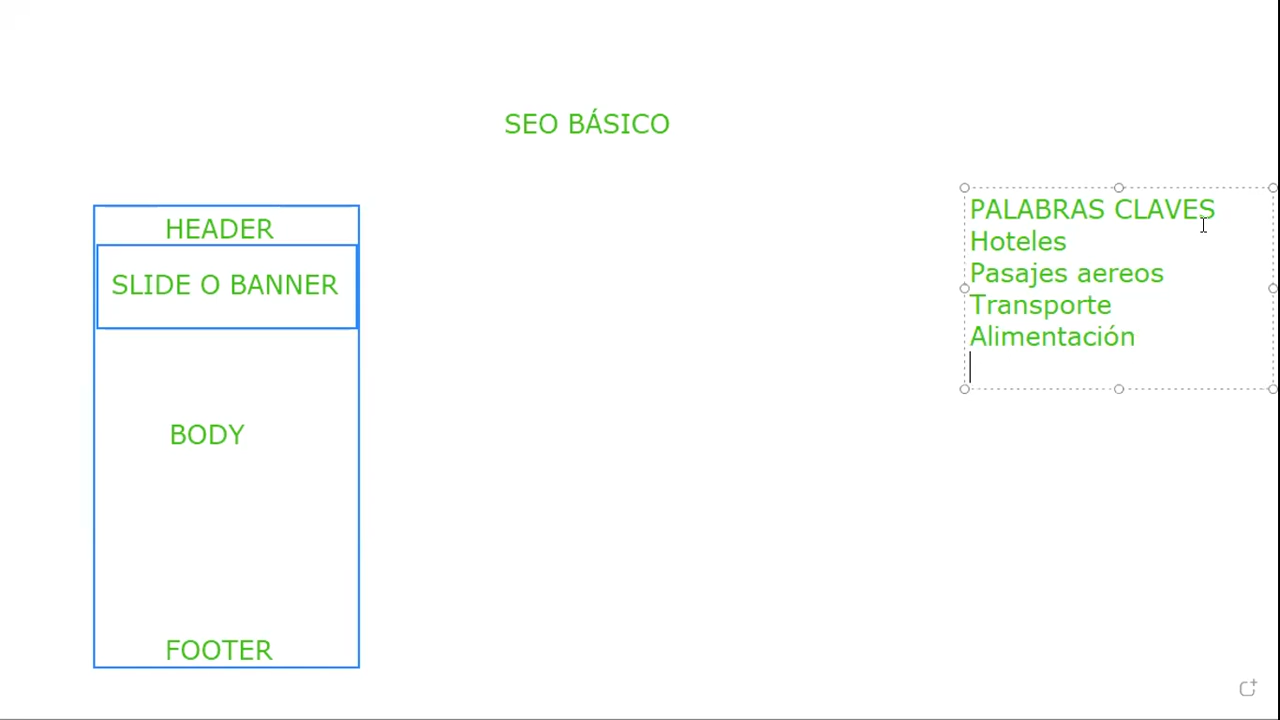 SEO BÁSICO
HEADER
SLIDE O BANNER
BODY
FOOTER
PALABRAS CLAVES
Hoteles
Pasajes aereos
Transporte
Alimentación